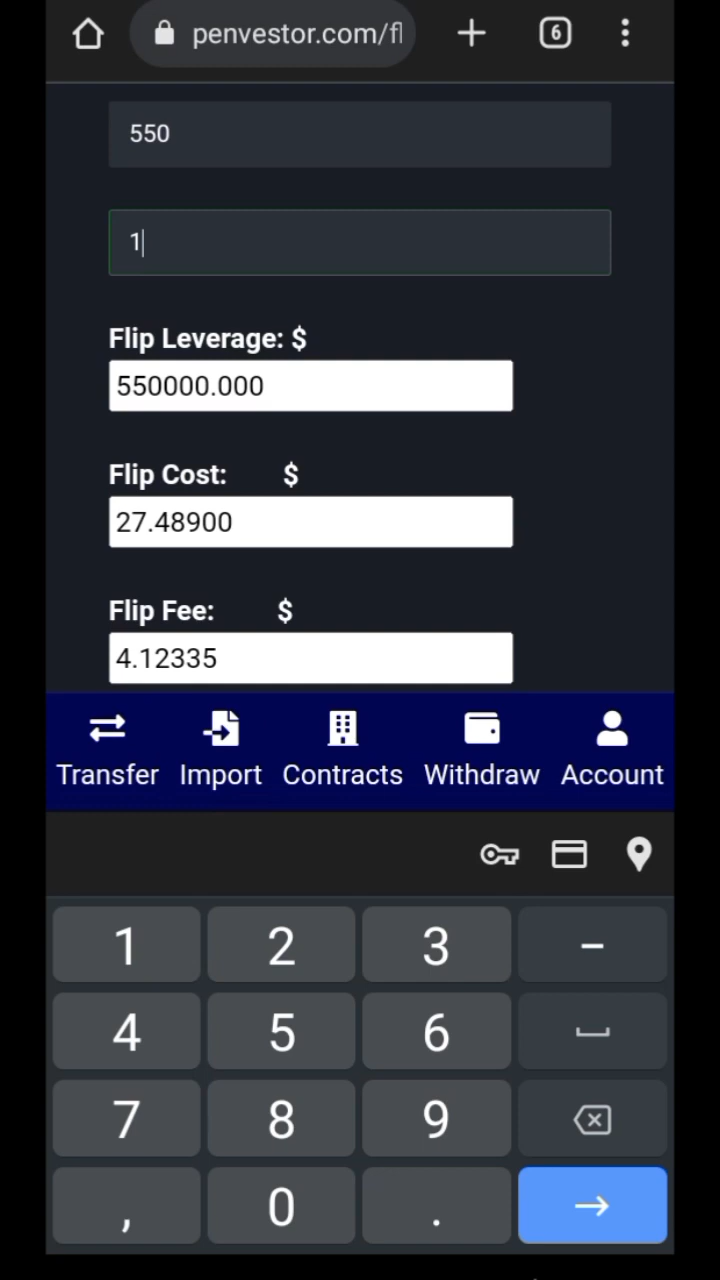 penvestor.com/fl
6
550
1
Flip Leverage: $
550000.000
Flip Cost: $
27.48900
Flip Fee: $
4.12335
Transfer Import Contracts Withdraw Account
1 2 3 -
4 5 6
7 8 9
, 0 .